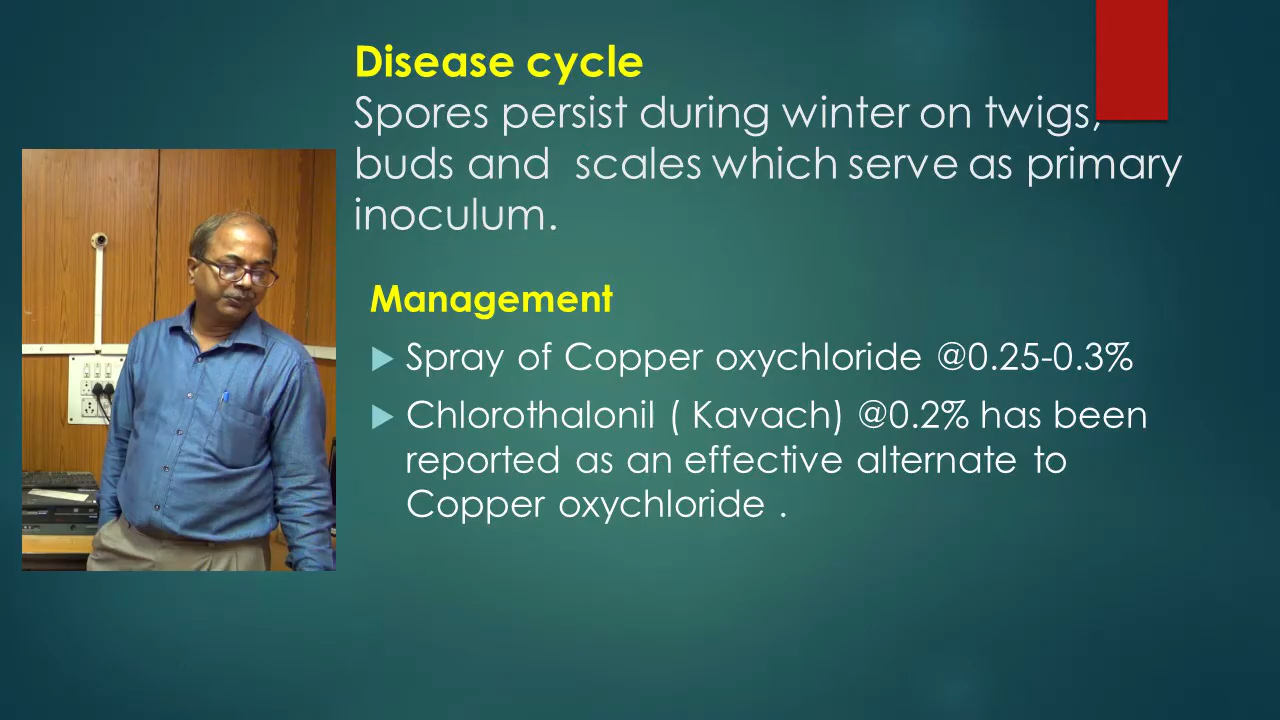 Disease cycle
Spores persist during winter on twigs,
buds and scales which serve as primary
inoculum.
Management
Spray of Copper oxychloride @0.25-0.3%
Chlorothalonil ( Kavach) @0.2% has been
reported as an effective alternate to
Copper oxychloride .